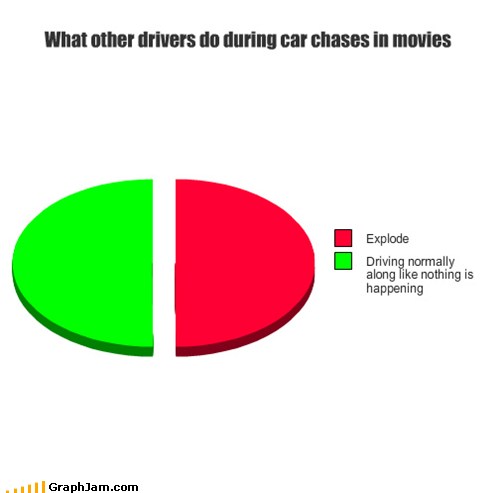 What other drivers do during car chases in movies
Explode
Driving normally
along like nothing is
happening
GraphJam.com